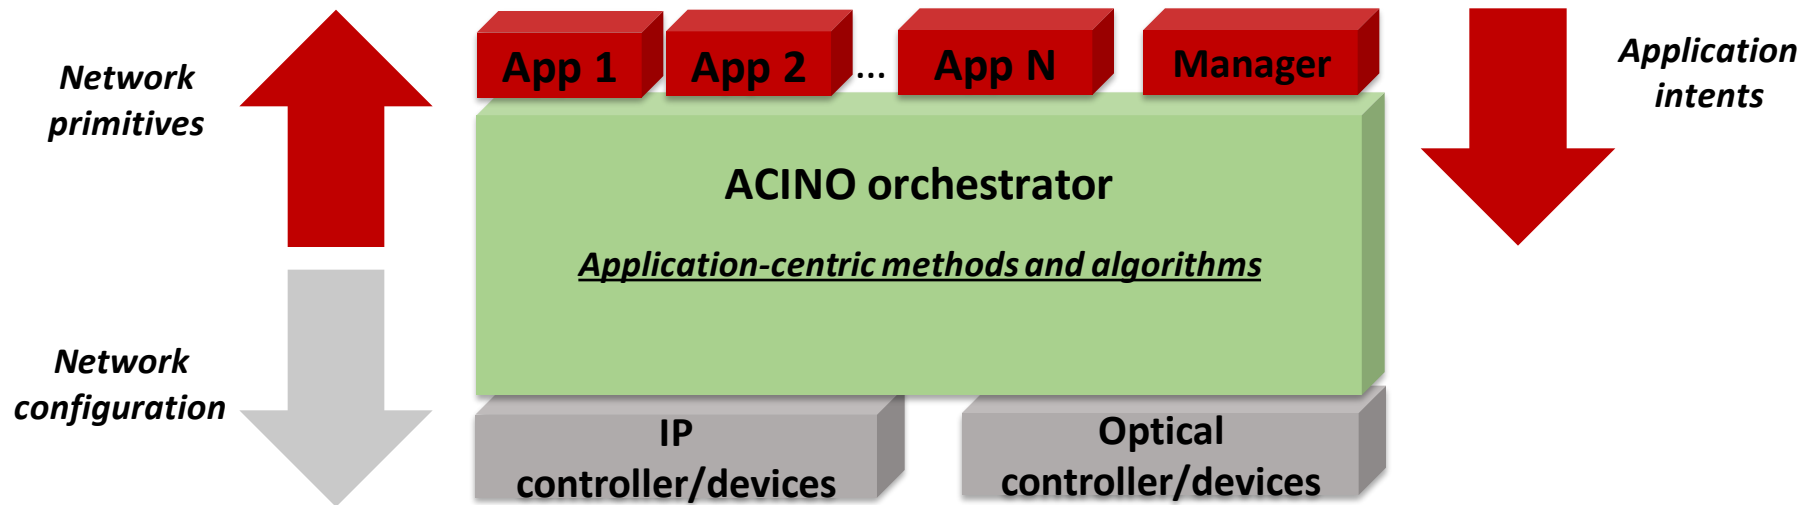 Network
primitives
App 1
App 2
...
App N
Manager
Application
intents
ACINO orchestrator
Application-centric methods and algorithms
Network
configuration
IP
controller/devices
Optical
controller/devices